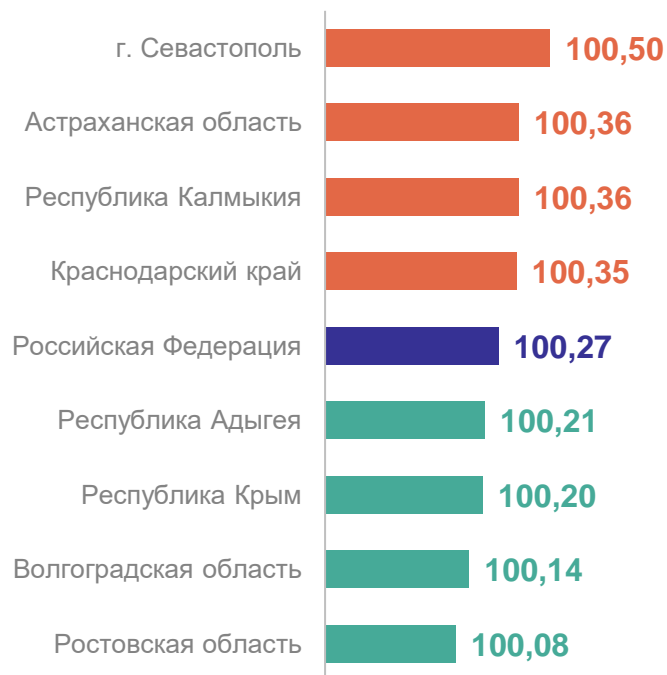 г. Севастополь 100,50
Астраханская область 100,36
Республика Калмыкия 100,36
Краснодарский край 100,35
Российская Федерация 100,27
Республика Адыгея 100,21
Республика Крым 100,20
Волгоградская область 100,14
Ростовская область 100,08